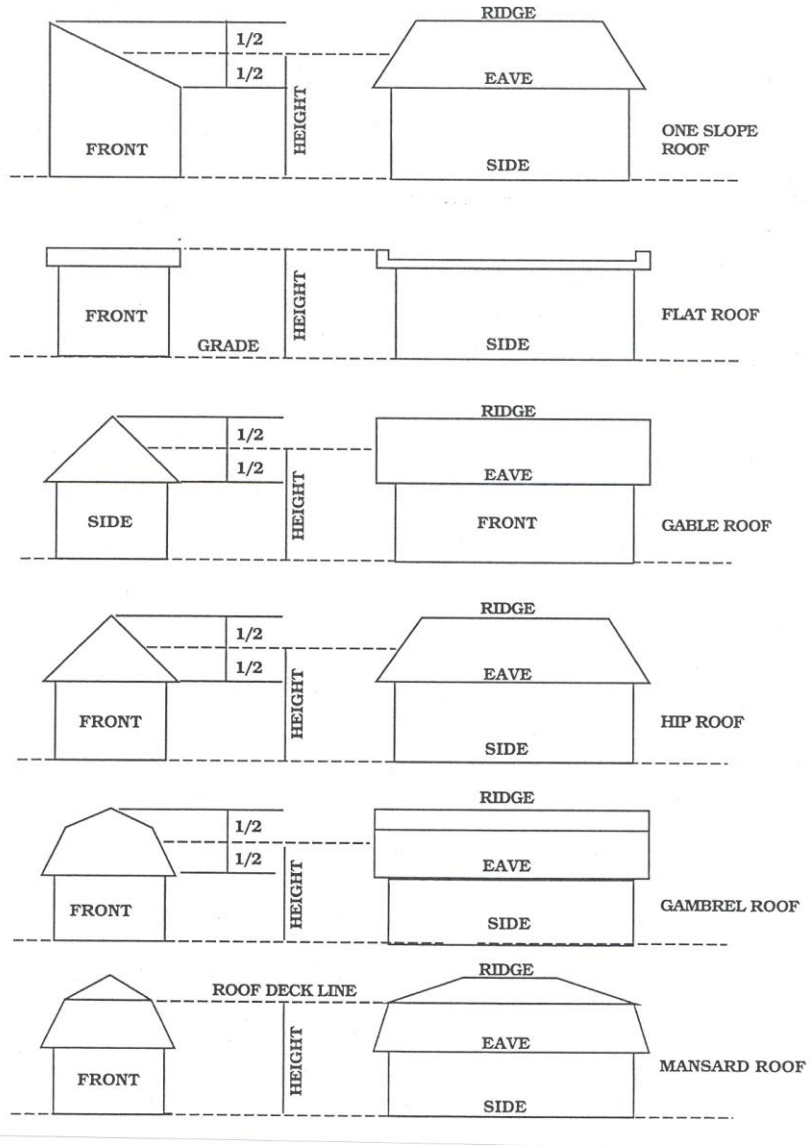 RIDGE
1/2
1/2
EAVE
HEIGHT
FRONT
SIDE
ONE SLOPE
ROOF
HEIGHT
FRONT
GRADE
SIDE
FLAT ROOF
RIDGE
1/2
1/2
EAVE
HEIGHT
SIDE
FRONT
GABLE ROOF
RIDGE
1/2
1/2
EAVE
HEIGHT
FRONT
SIDE
HIP ROOF
RIDGE
1/2
1/2
EAVE
HEIGHT
FRONT
SIDE
GAMBREL ROOF
RIDGE
ROOF DECK LINE
HEIGHT
EAVE
FRONT
SIDE
MANSARD ROOF